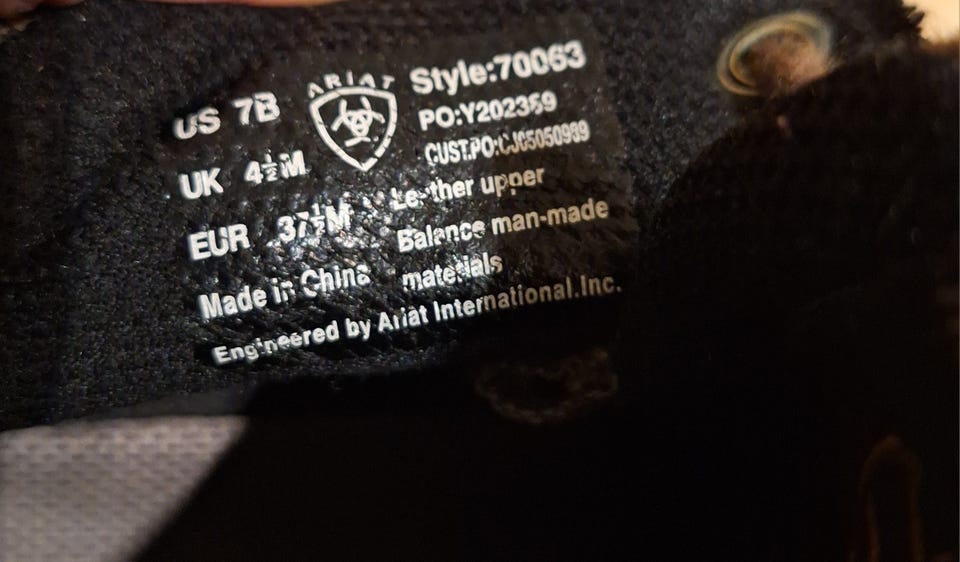 US 7B
UK 4½M
EUR 37½M
Made in China
ARIAT
Style:70063
PO:Y202359
CUST.PO:CJ05050989
Leather upper
Balance man-made
materials
Engineered by Ariat International.Inc.